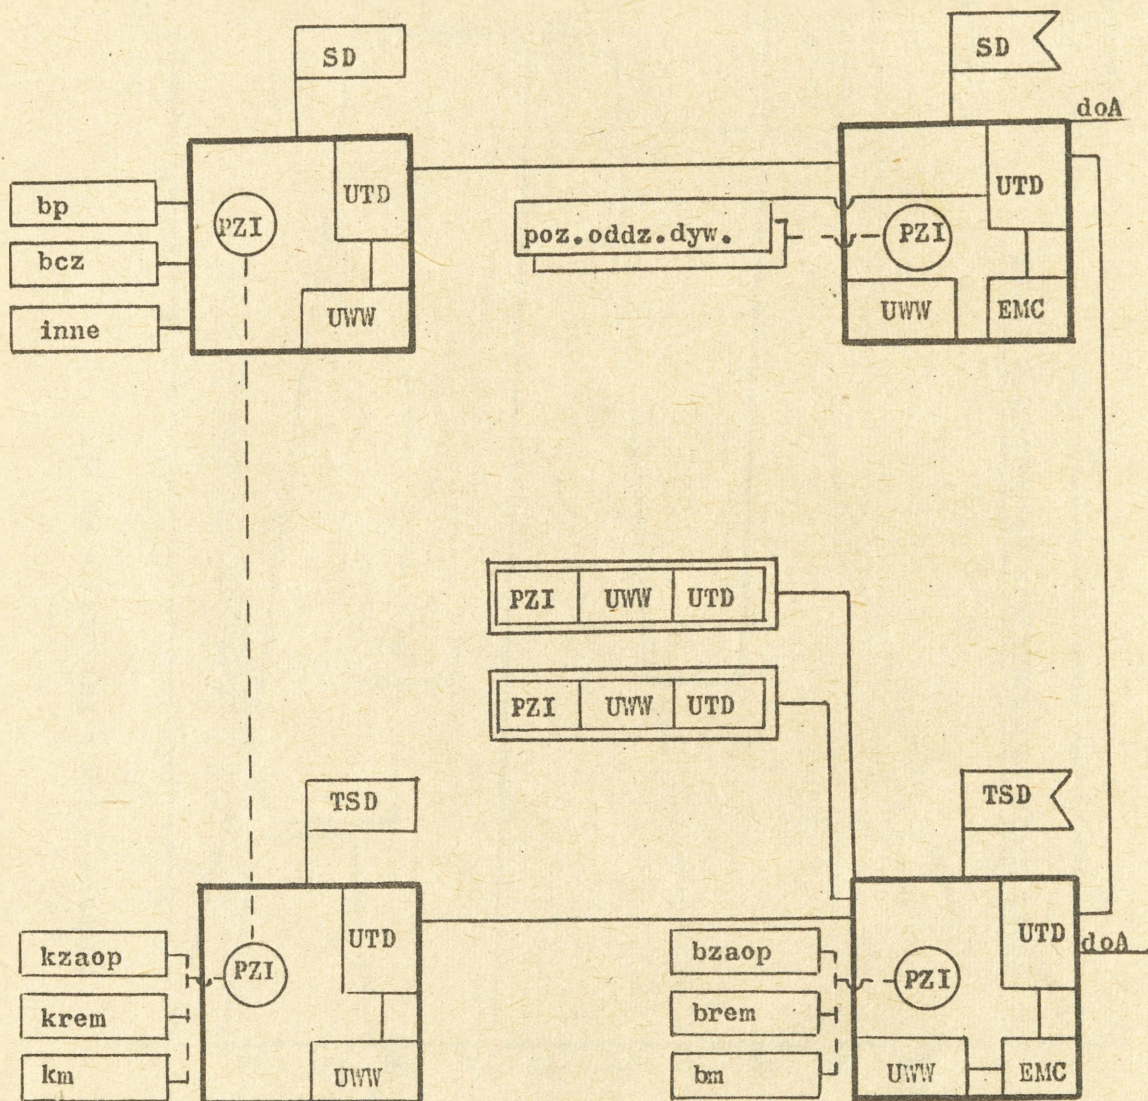 SD
SD
doA
UTD
UTD
bp
PZI
poz.oddz.dyw.
PZI
bcz
inne
UWW
UWW
EMC
PZI UWW UTD
PZI UWW UTD
TSD
TSD
UTD
UTD
doA
kzaop
PZI
bzaop
PZI
krem
brem
km
UWW
bm
UWW
EMC